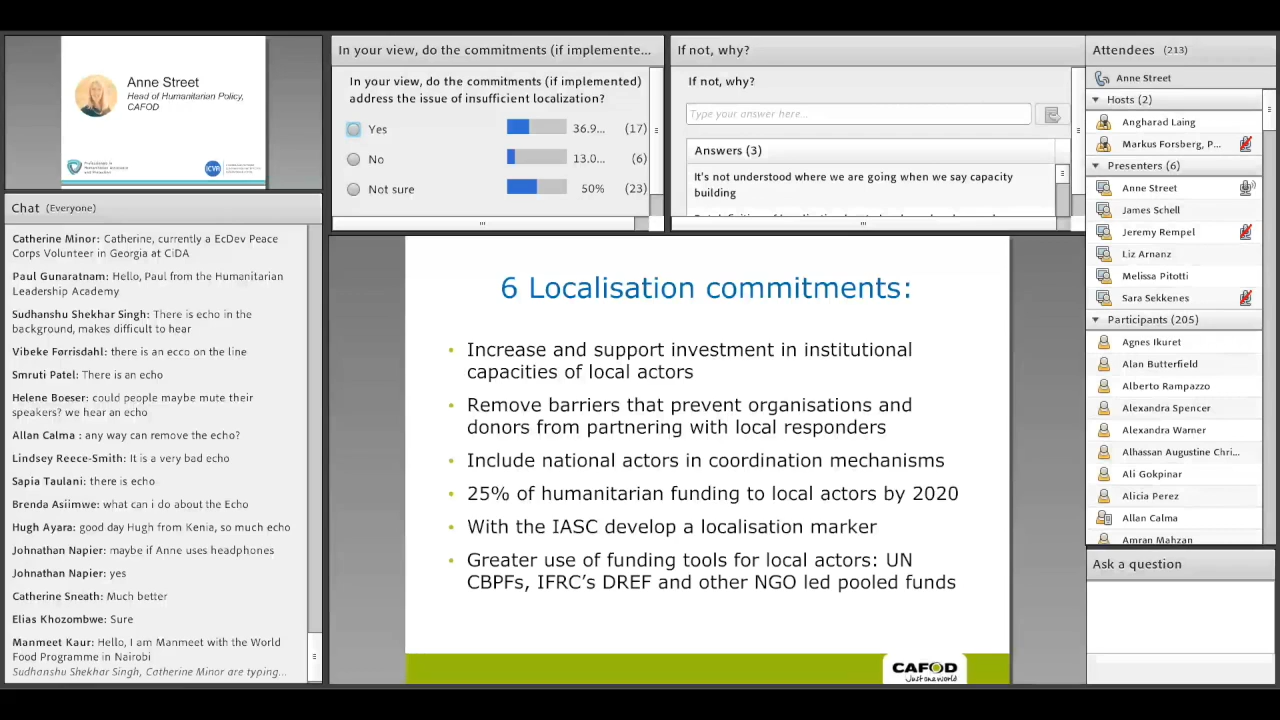 Anne Street
Head of Humanitarian Policy,
CAFOD
ICVA
Chat (Everyone)
Catherine Minor: Catherine, currently a EcDev Peace
Corps Volunteer in Georgia at CiDA
Paul Gunaratnam: Hello, Paul from the Humanitarian
Leadership Academy
Sudhanshu Shekhar Singh: There is echo in the
background, makes difficult to hear
Vibeke Førrisdahl: there is an ecco on the line
Smruti Patel: There is an echo
Helene Boeser: could people maybe mute their
speakers? we hear an echo
Allan Calma : any way can remove the echo?
Lindsey Reece-Smith: It is a very bad echo
Sapia Taulani: there is echo
Brenda Asiimwe: what can i do about the Echo
Hugh Ayara: good day Hugh from Kenia, so much echo
Johnathan Napier: maybe if Anne uses headphones
Johnathan Napier: yes
Catherine Sneath: Much better
Elias Khozombwe: Sure
Manmeet Kaur: Hello, I am Manmeet with the World
Food Programme in Nairobi
Sudhanshu Shekhar Singh, Catherine Minor are typing...
In your view, do the commitments (if implemente...
In your view, do the commitments (if implemented)
address the issue of insufficient localization?
Yes 36.9... (17)
No 13.0... (6)
Not sure 50% (23)
If not, why?
If not, why?
Type your answer here...
Answers (3)
It's not understood where we are going when we say capacity
building
6 Localisation commitments:
• Increase and support investment in institutional
capacities of local actors
• Remove barriers that prevent organisations and
donors from partnering with local responders
• Include national actors in coordination mechanisms
• 25% of humanitarian funding to local actors by 2020
• With the IASC develop a localisation marker
• Greater use of funding tools for local actors: UN
CBPFs, IFRC's DREF and other NGO led pooled funds
CAFOD
Just one world
Attendees (213)
Anne Street
Hosts (2)
Angharad Laing
Markus Forsberg, P...
Presenters (6)
Anne Street
James Schell
Jeremy Rempel
Liz Arnanz
Melissa Pitotti
Sara Sekkenes
Participants (205)
Agnes Ikuret
Alan Butterfield
Alberto Rampazzo
Alexandra Spencer
Alexandra Warner
Alhassan Augustine Chri...
Ali Gokpinar
Alicia Perez
Allan Calma
Amran Mahzan
Ask a question